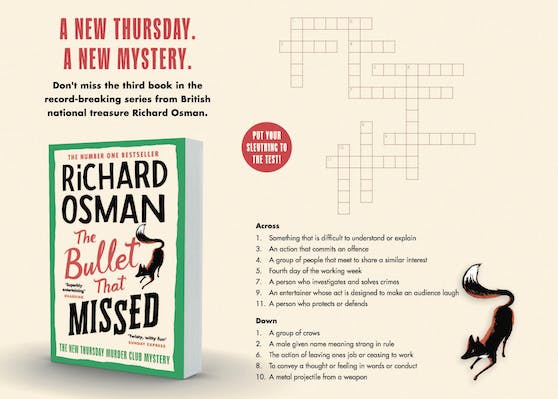 A NEW THURSDAY.
A NEW MYSTERY.
Don't miss the third book in the
record-breaking series from British
national treasure Richard Osman.
THE NUMBER ONE BESTSELLER
RiCHARD
OSMAN
The
Bullet
That
MISSED
'Superbly
entertaining'
GUARDIAN
'Twisty, witty fun'
SUNDAY EXPRESS
THE NEW THURSDAY MURDER CLUB MYSTERY
PUT YOUR
SLEUTHING TO
THE TEST!
Across
1. Something that is difficult to understand or explain
3. An action that commits an offence
4. A group of people that meet to share a similar interest
5. Fourth day of the working week
7. A person who investigates and solves crimes
9. An entertainer whose act is designed to make an audience laugh
11. A person who protects or defends
Down
1. A group of crows
2. A male given name meaning strong in rule
6. The action of leaving ones job or ceasing to work
8. To convey a thought or feeling in words or conduct
10. A metal projectile from a weapon